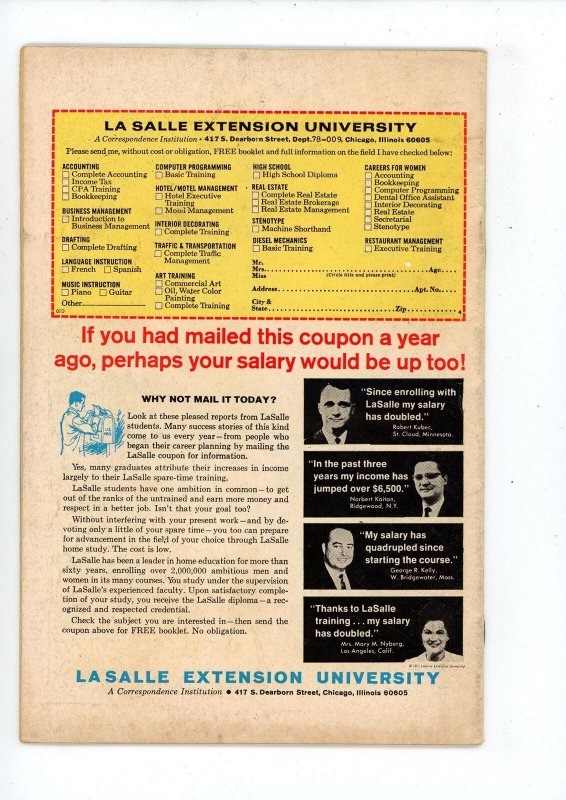 LA SALLE EXTENSION UNIVERSITY
A Correspondence Institution • 417 S. Dearborn Street, Dept. 78-009, Chicago, Illinois 60605
Please send me, without cost or obligation, FREE booklet and full information on the field I have checked below:
ACCOUNTING
Complete Accounting
Income Tax
CPA Training
Bookkeeping
BUSINESS MANAGEMENT
Introduction to
Business Management
DRAFTING
Complete Drafting
LANGUAGE INSTRUCTION
French Spanish
MUSIC INSTRUCTION
Piano Guitar
Other
COMPUTER PROGRAMMING
Basic Training
HOTEL/MOTEL MANAGEMENT
Hotel Executive
Training
Motel Management
INTERIOR DECORATING
Complete Training
TRAFFIC & TRANSPORTATION
Complete Traffic
Management
ART TRAINING
Commercial Art
Oil, Water Color
Painting
Complete Training
HIGH SCHOOL
High School Diploma
REAL ESTATE
Complete Real Estate
Real Estate Brokerage
Real Estate Management
STENOTYPE
Machine Shorthand
DIESEL MECHANICS
Basic Training
CAREERS FOR WOMEN
Accounting
Bookkeeping
Computer Programming
Dental Office Assistant
Interior Decorating
Real Estate
Secretarial
Stenotype
RESTAURANT MANAGEMENT
Executive Training
Mr.
Mrs. Age
Miss (Circle title and please print)
Address Apt. No.
City &
State Zip
If you had mailed this coupon a year
ago, perhaps your salary would be up too!
WHY NOT MAIL IT TODAY?
Look at these pleased reports from LaSalle
students. Many success stories of this kind
come to us every year—from people who
began their career planning by mailing the
LaSalle coupon for information.
Yes, many graduates attribute their increases in income
largely to their LaSalle spare-time training.
LaSalle students have one ambition in common—to get
out of the ranks of the untrained and earn more money and
respect in a better job. Isn't that your goal too?
Without interfering with your present work—and by de-
voting only a little of your spare time—you too can prepare
for advancement in the field of your choice through LaSalle
home study. The cost is low.
LaSalle has been a leader in home education for more than
sixty years, enrolling over 2,000,000 ambitious men and
women in its many courses. You study under the supervision
of LaSalle's experienced faculty. Upon satisfactory comple-
tion of your study, you receive the LaSalle diploma—a rec-
ognized and respected credential.
Check the subject you are interested in—then send the
coupon above for FREE booklet. No obligation.
"Since enrolling with
LaSalle my salary
has doubled."
Robert Kubec,
St. Cloud, Minnesota.
"In the past three
years my income has
jumped over $6,500."
Norbert Kaitan,
Ridgewood, N.Y.
"My salary has
quadrupled since
starting the course."
George R. Kelly,
W. Bridgewater, Mass.
"Thanks to LaSalle
training . . . my salary
has doubled."
Mrs. Mary M. Nyberg,
Los Angeles, Calif.
LA SALLE EXTENSION UNIVERSITY
A Correspondence Institution • 417 S. Dearborn Street, Chicago, Illinois 60605